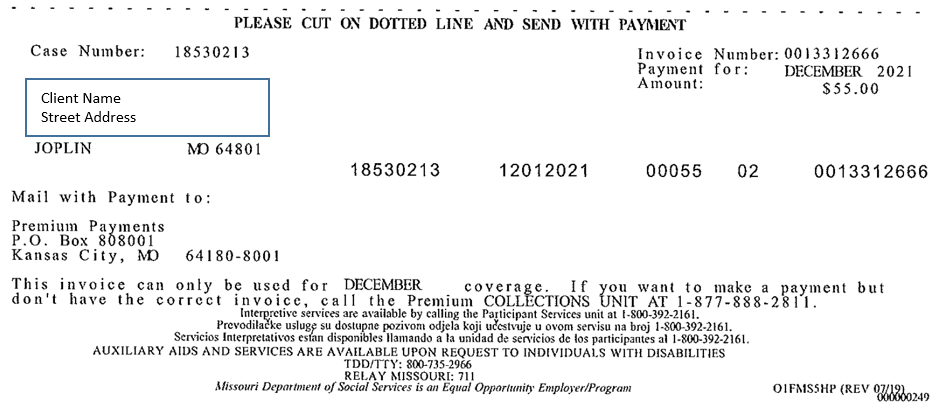 PLEASE CUT ON DOTTED LINE AND SEND WITH PAYMENT
Case Number: 18530213
Invoice Number: 0013312666
Payment for: DECEMBER 2021
Amount: $55.00
Client Name
Street Address
JOPLIN MO 64801
18530213 12012021 00055 02 0013312666
Mail with Payment to:
Premium Payments
P.O. Box 808001
Kansas City, MO 64180-8001
This invoice can only be used for DECEMBER coverage. If you want to make a payment but
don't have the correct invoice, call the Premium COLLECTIONS UNIT AT 1-877-888-2811.
Interpretive services are available by calling the Participant Services unit at 1-800-392-2161.
Prevodilačke usluge su dostupne pozivom odjela koji učestvuje u ovom servisu na broj 1-800-392-2161.
Servicios Interpretativos están disponibles llamando a la unidad de servicios de los participantes al 1-800-392-2161.
AUXILIARY AIDS AND SERVICES ARE AVAILABLE UPON REQUEST TO INDIVIDUALS WITH DISABILITIES
TDD/TTY: 800-735-2966
RELAY MISSOURI: 711
Missouri Department of Social Services is an Equal Opportunity Employer/Program
O1FMS5HP (REV 07/19)
000000249